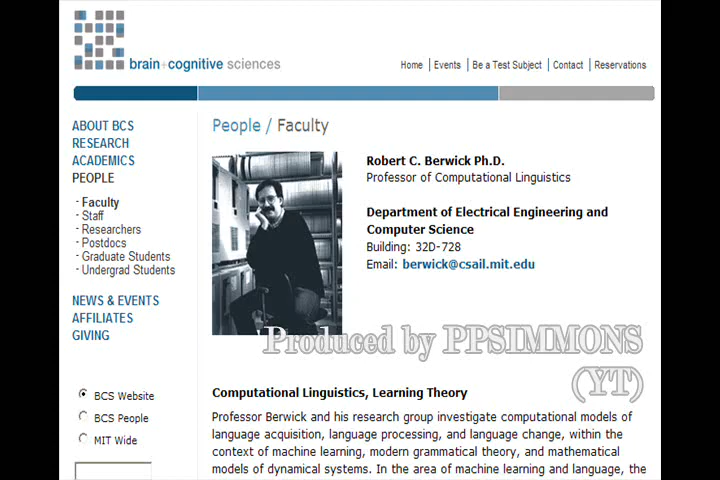 brain+cognitive sciences
Home | Events | Be a Test Subject | Contact | Reservations
ABOUT BCS
RESEARCH
ACADEMICS
PEOPLE
- Faculty
- Staff
- Researchers
- Postdocs
- Graduate Students
- Undergrad Students
NEWS & EVENTS
AFFILIATES
GIVING
BCS Website
BCS People
MIT Wide
People / Faculty
Robert C. Berwick Ph.D.
Professor of Computational Linguistics
Department of Electrical Engineering and
Computer Science
Building: 32D-728
Email: berwick@csail.mit.edu
Produced by PPSIMMONS
(YT)
Computational Linguistics, Learning Theory
Professor Berwick and his research group investigate computational models of
language acquisition, language processing, and language change, within the
context of machine learning, modern grammatical theory, and mathematical
models of dynamical systems. In the area of machine learning and language, the